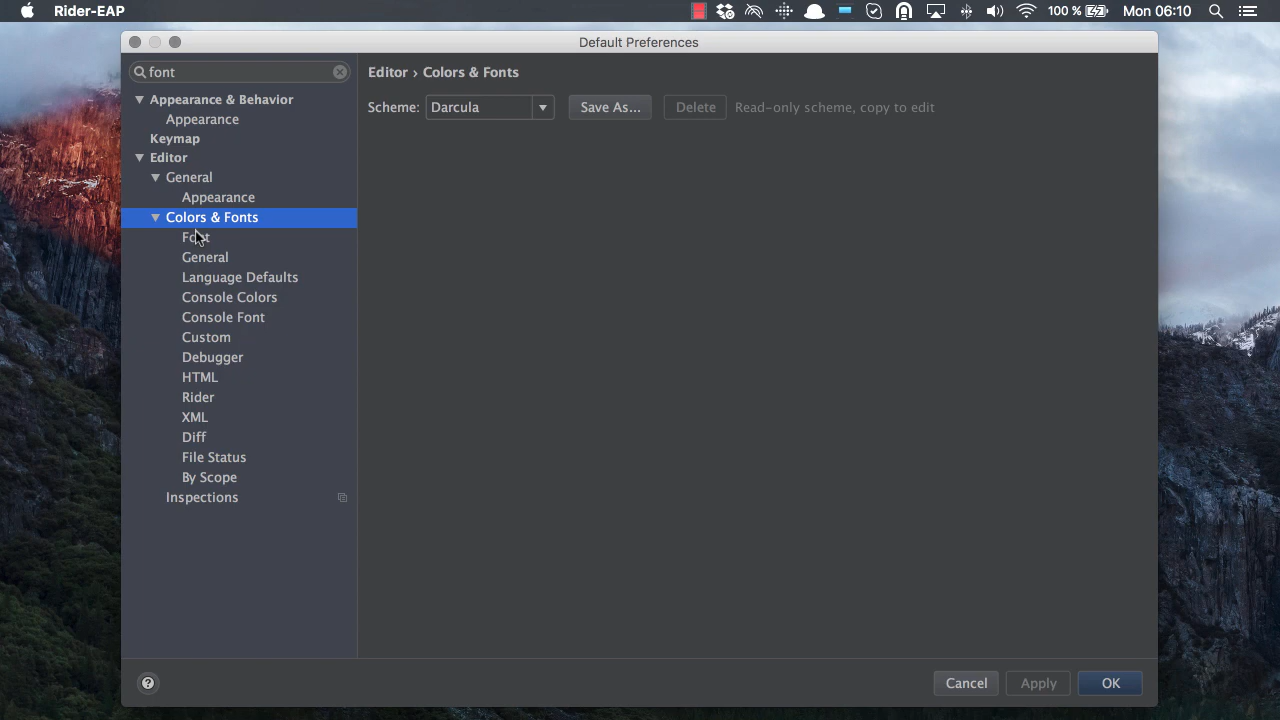 Rider-EAP
100 %
Mon 06:10
Default Preferences
font
Appearance & Behavior
Appearance
Keymap
Editor
General
Appearance
Colors & Fonts
Font
General
Language Defaults
Console Colors
Console Font
Custom
Debugger
HTML
Rider
XML
Diff
File Status
By Scope
Inspections
Editor › Colors & Fonts
Scheme: Darcula Save As... Delete Read-only scheme, copy to edit
? Cancel Apply OK